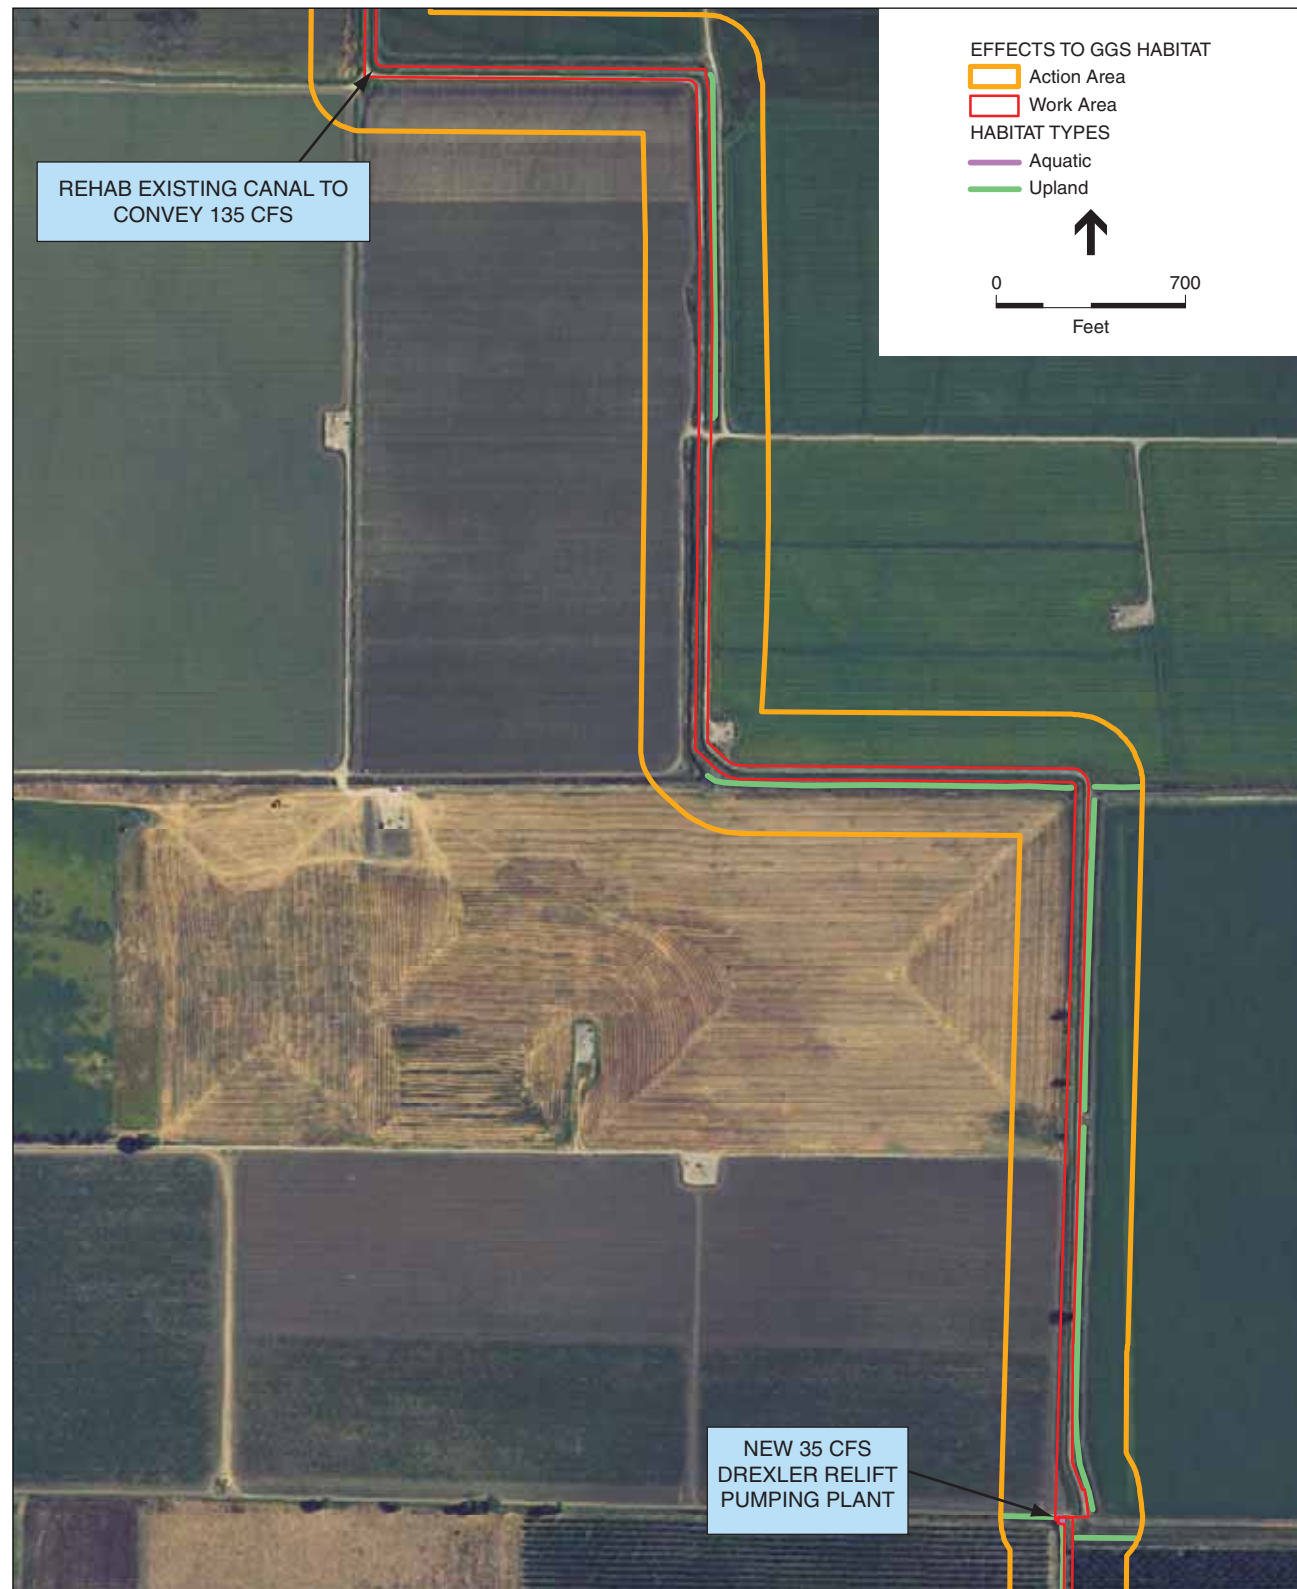 EFFECTS TO GGS HABITAT
Action Area
Work Area
HABITAT TYPES
Aquatic
Upland
0 700
Feet
REHAB EXISTING CANAL TO
CONVEY 135 CFS
NEW 35 CFS
DREXLER RELIFT
PUMPING PLANT